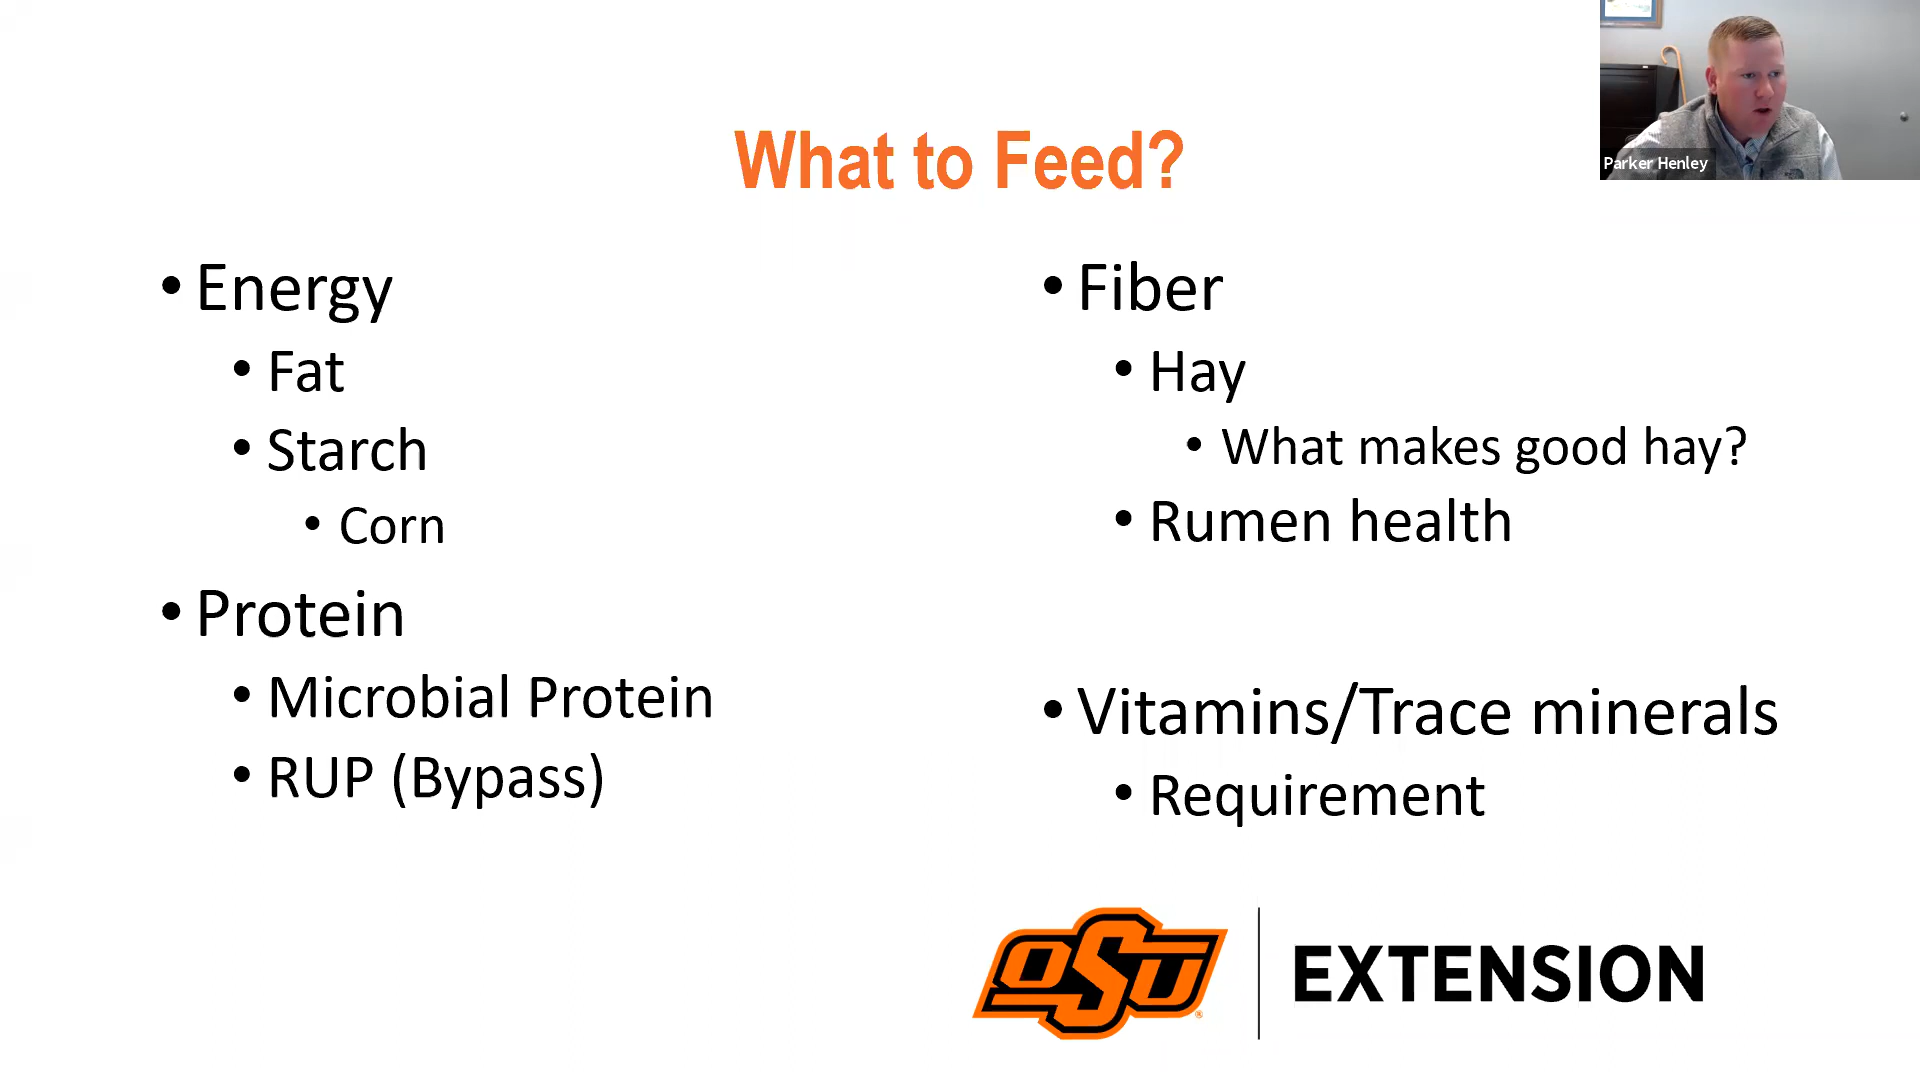 What to Feed?
Parker Henley
• Energy
• Fat
• Starch
• Corn
• Protein
• Microbial Protein
• RUP (Bypass)
• Fiber
• Hay
• What makes good hay?
• Rumen health
• Vitamins/Trace minerals
• Requirement
OSU ®
EXTENSION